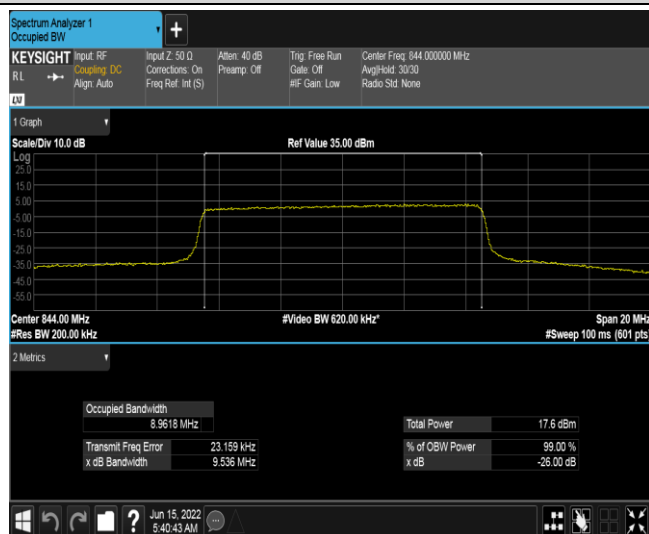 Spectrum Analyzer 1
Occupied BW
+
KEYSIGHT Input: RF Input Z: 50 Ω Atten: 40 dB Trig: Free Run Center Freq: 844.000000 MHz
RL Coupling: DC Corrections: On Preamp: Off Gate: Off Avg|Hold: 30/30
Align: Auto Freq Ref: Int (S) #IF Gain: Low Radio Std: None
LXI
1 Graph
Scale/Div 10.0 dB Ref Value 35.00 dBm
Log
25.0
15.0
5.00
-5.00
-15.0
-25.0
-35.0
-45.0
-55.0
Center 844.00 MHz #Video BW 620.00 kHz* Span 20 MHz
#Res BW 200.00 kHz #Sweep 100 ms (601 pts)
2 Metrics
Occupied Bandwidth
8.9618 MHz Total Power 17.6 dBm
Transmit Freq Error 23.159 kHz % of OBW Power 99.00 %
x dB Bandwidth 9.536 MHz x dB -26.00 dB
? Jun 15, 2022
5:40:43 AM